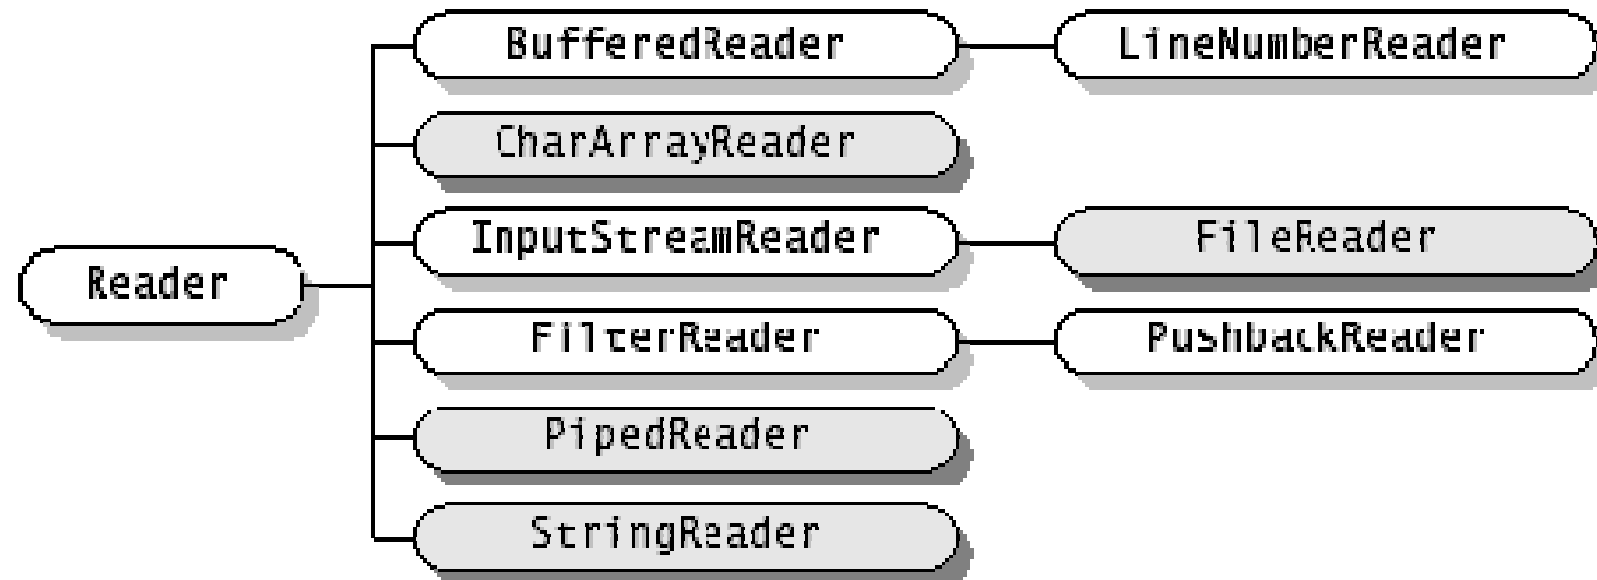 BufferedReader
LineNumberReader
CharArrayReader
InputStreamReader
FileReader
Reader
FilterReader
PushbackReader
PipedReader
StringReader